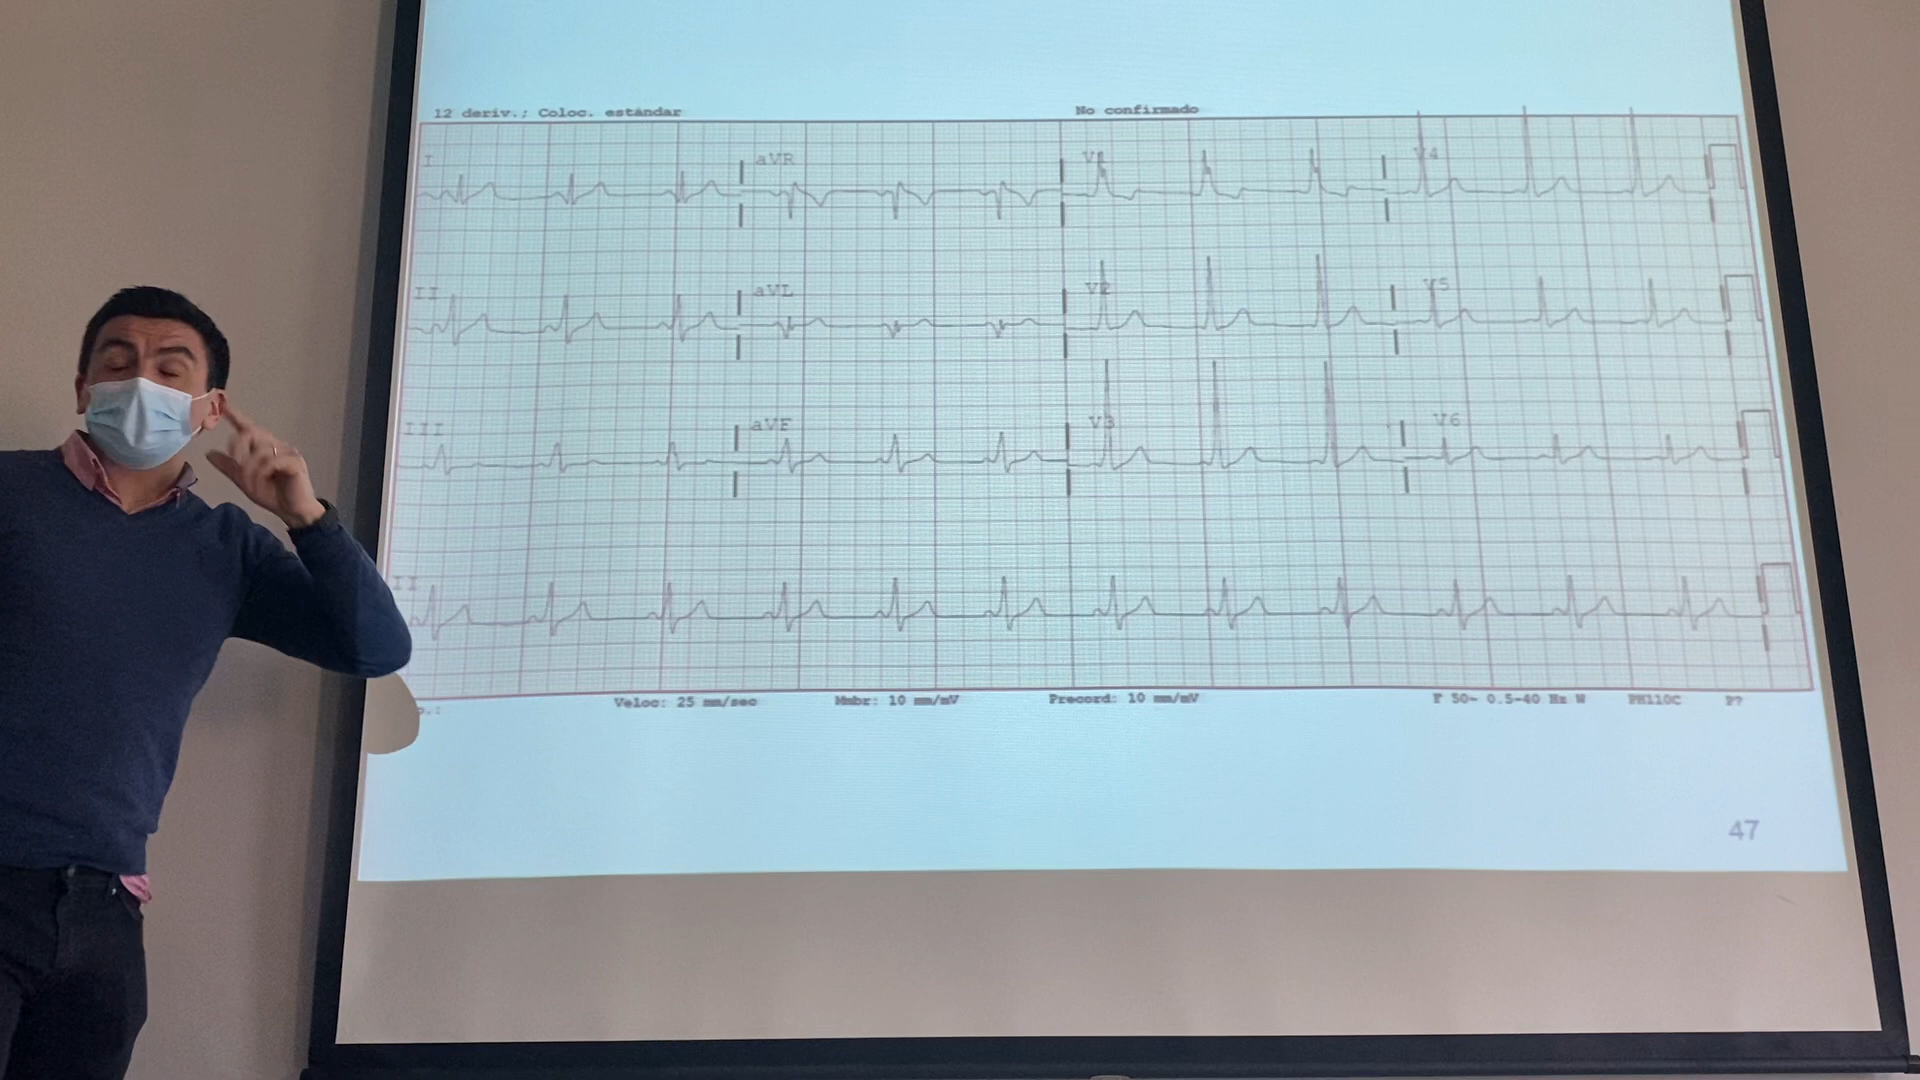 12 deriv.; Coloc. estándar
No confirmado
I
aVR
V1
V4
II
aVL
V2
V5
III
aVF
V3
V6
II
Veloc: 25 mm/sec
Mmbr: 10 mm/mV
Precord: 10 mm/mV
F 50~ 0.5-40 Hz W
PH110C
P?
47